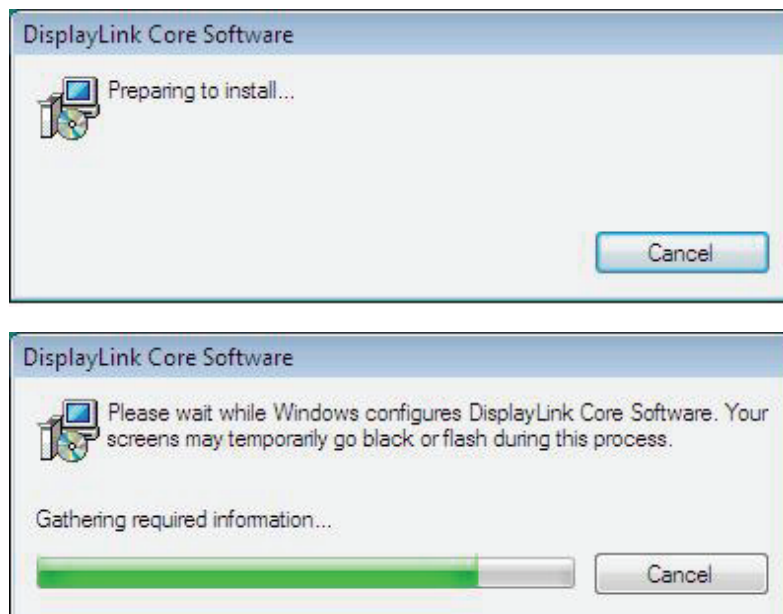 DisplayLink Core Software
Preparing to install...
Cancel
DisplayLink Core Software
Please wait while Windows configures DisplayLink Core Software. Your
screens may temporarily go black or flash during this process.
Gathering required information...
Cancel